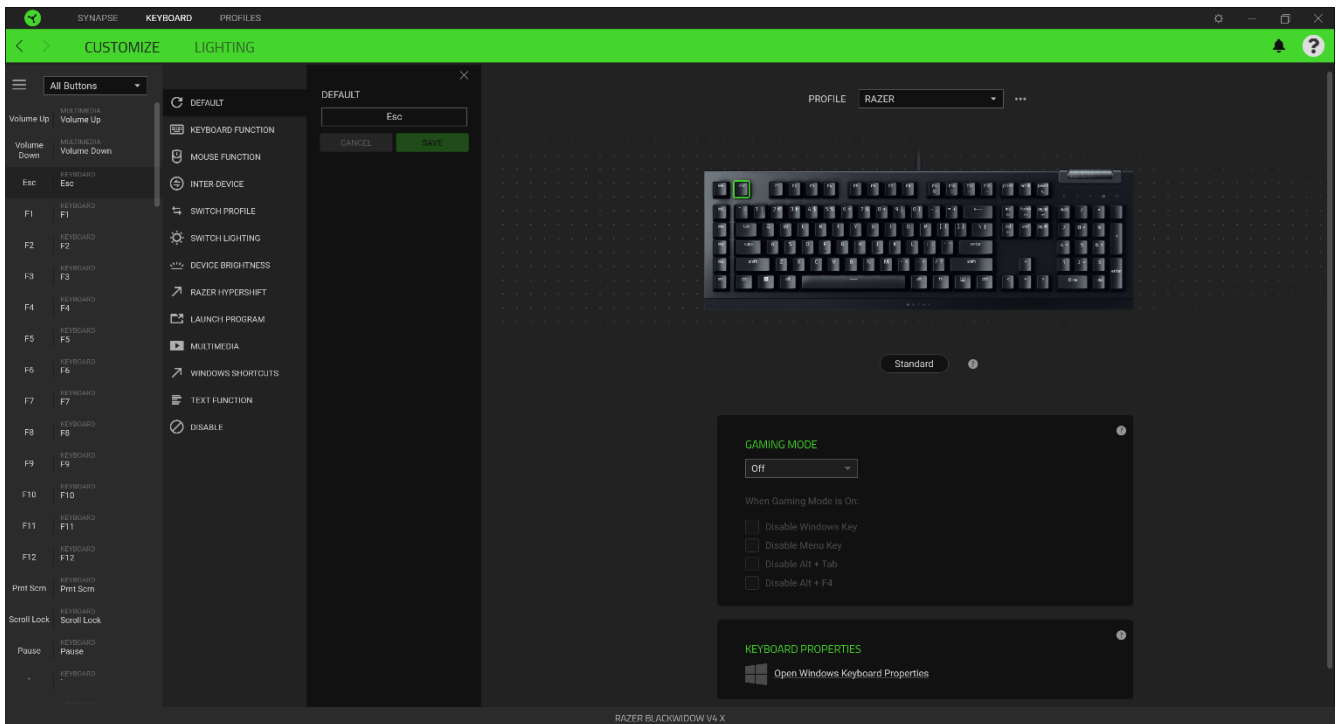 SYNAPSE KEYBOARD PROFILES
CUSTOMIZE LIGHTING
All Buttons
Volume Up MULTIMEDIA Volume Up
Volume Down MULTIMEDIA Volume Down
Esc KEYBOARD Esc
F1 KEYBOARD F1
F2 KEYBOARD F2
F3 KEYBOARD F3
F4 KEYBOARD F4
F5 KEYBOARD F5
F6 KEYBOARD F6
F7 KEYBOARD F7
F8 KEYBOARD F8
F9 KEYBOARD F9
F10 KEYBOARD F10
F11 KEYBOARD F11
F12 KEYBOARD F12
Prnt Scrn KEYBOARD Prnt Scrn
Scroll Lock KEYBOARD Scroll Lock
Pause KEYBOARD Pause
KEYBOARD
DEFAULT
KEYBOARD FUNCTION
MOUSE FUNCTION
INTER-DEVICE
SWITCH PROFILE
SWITCH LIGHTING
DEVICE BRIGHTNESS
RAZER HYPERSHIFT
LAUNCH PROGRAM
MULTIMEDIA
WINDOWS SHORTCUTS
TEXT FUNCTION
DISABLE
DEFAULT
Esc
CANCEL SAVE
PROFILE RAZER
Standard
GAMING MODE
Off
When Gaming Mode is On:
Disable Windows Key
Disable Menu Key
Disable Alt + Tab
Disable Alt + F4
KEYBOARD PROPERTIES
Open Windows Keyboard Properties
RAZER BLACKWIDOW V4 X